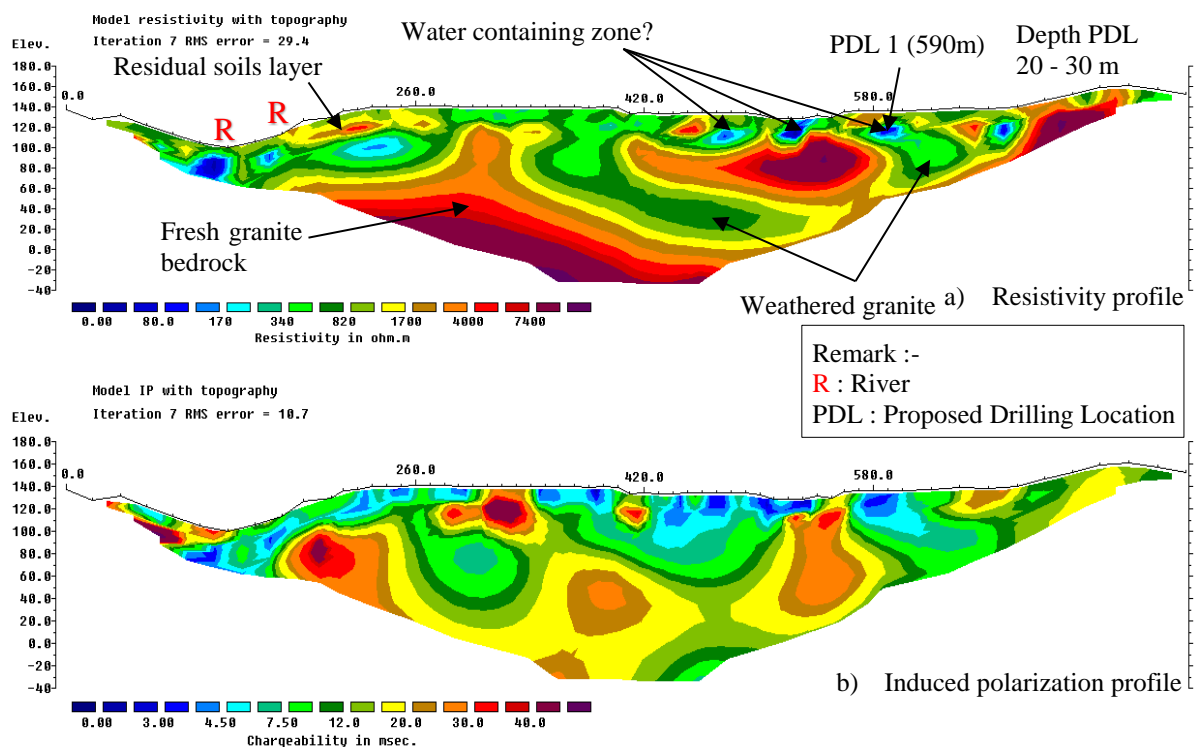 Model resistivity with topography
Iteration 7 RMS error = 29.4
Water containing zone?
PDL 1 (590m)
Depth PDL
20 - 30 m
Elev.
Residual soils layer
180.0
160.0
140.0
120.0
100.0
80.0
60.0
40.0
20.0
0.0
-20
-40
0.0
260.0
420.0
580.0
R
R
Fresh granite
bedrock
Weathered granite
a) Resistivity profile
0.00 80.0 170 340 820 1700 4000 7400
Resistivity in ohm.m
Remark :-
R : River
PDL : Proposed Drilling Location
Model IP with topography
Iteration 7 RMS error = 10.7
Elev.
180.0
160.0
140.0
120.0
100.0
80.0
60.0
40.0
20.0
0.0
-20
-40
0.0
260.0
420.0
580.0
b) Induced polarization profile
0.00 3.00 4.50 7.50 12.0 20.0 30.0 40.0
Chargeability in msec.